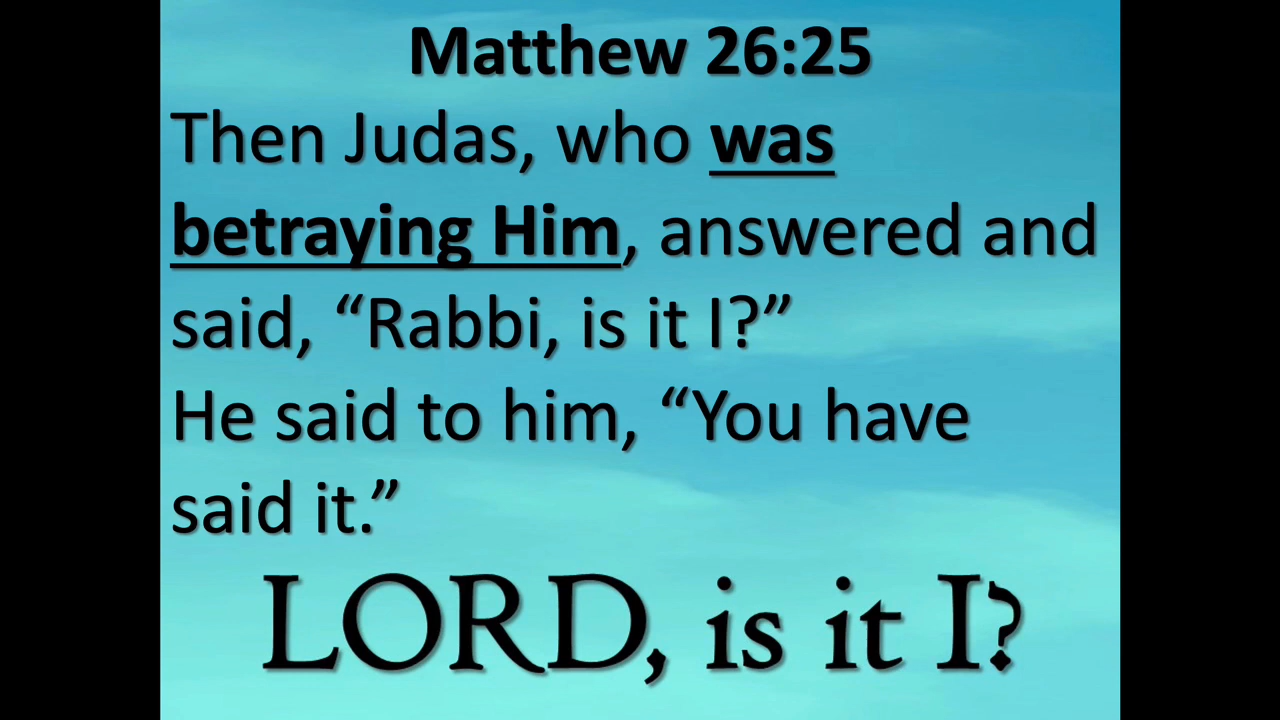 Matthew 26:25
Then Judas, who was
betraying Him, answered and
said, “Rabbi, is it I?”
He said to him, “You have
said it.”
LORD, is it I?